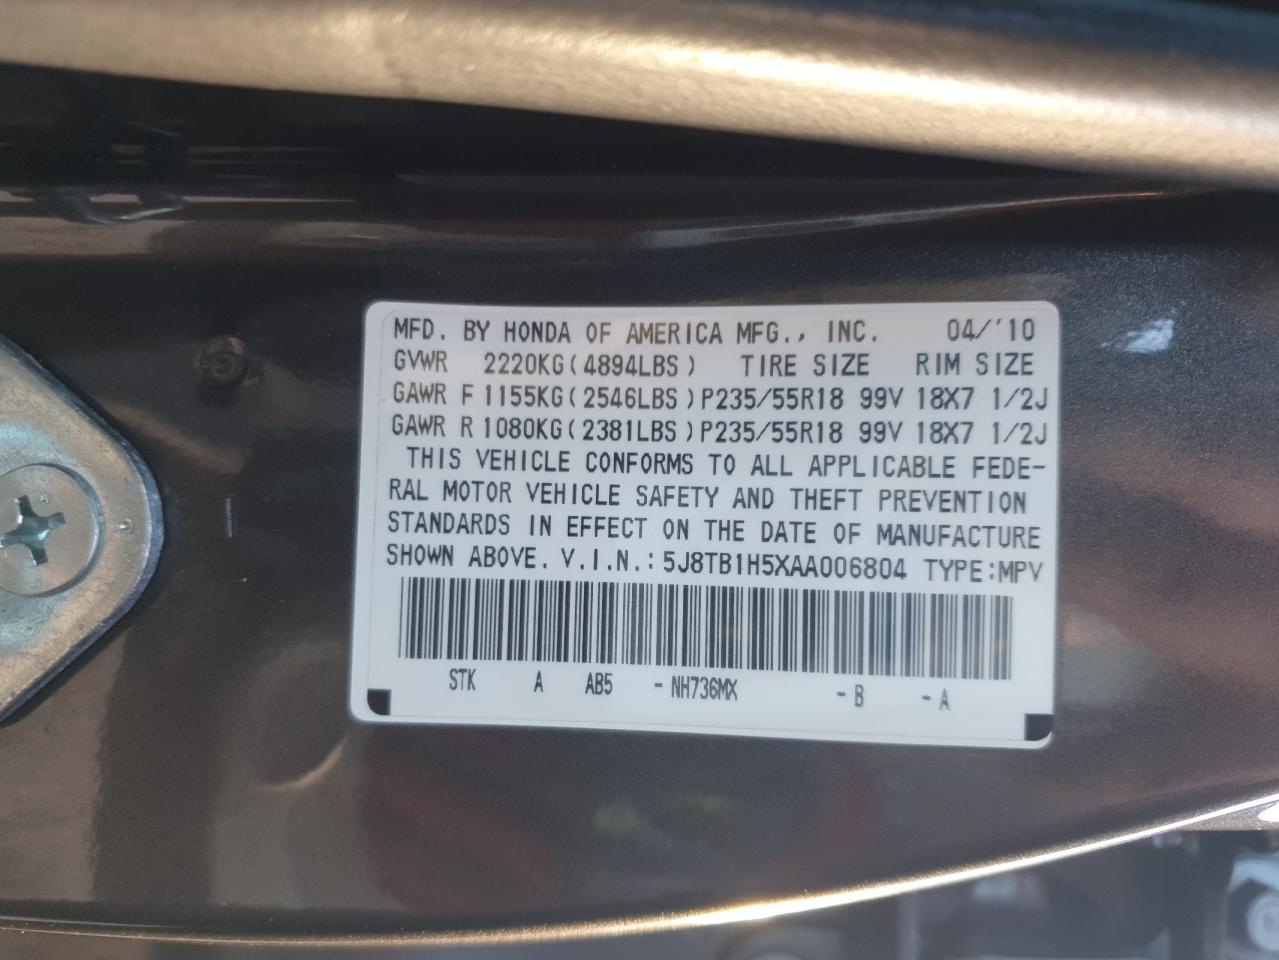 MFD. BY HONDA OF AMERICA MFG., INC. 04/'10
GVWR 2220KG(4894LBS) TIRE SIZE RIM SIZE
GAWR F 1155KG(2546LBS)P235/55R18 99V 18X7 1/2J
GAWR R 1080KG(2381LBS)P235/55R18 99V 18X7 1/2J
THIS VEHICLE CONFORMS TO ALL APPLICABLE FEDE-
RAL MOTOR VEHICLE SAFETY AND THEFT PREVENTION
STANDARDS IN EFFECT ON THE DATE OF MANUFACTURE
SHOWN ABOVE. V.I.N.: 5J8TB1H5XAA006804 TYPE:MPV
STK A AB5 - NH736MX - B - A